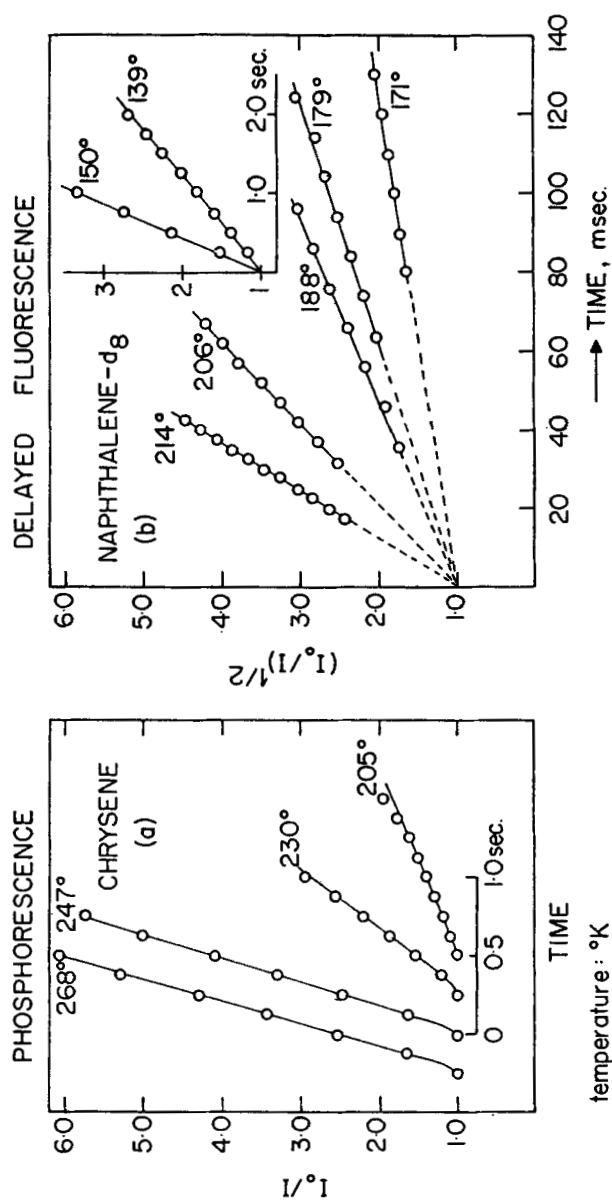 PHOSPHORESCENCE
CHRYSENE
(a)
268°
247°
230°
205°
6·0
5·0
4·0
3·0
2·0
1·0
I₀/I
0
0·5
1·0 sec.
TIME
temperature: °K
DELAYED FLUORESCENCE
NAPHTHALENE-d₈
(b)
214°
206°
188°
179°
171°
150°
139°
3
2
1
1·0
2·0 sec.
6·0
5·0
4·0
3·0
2·0
1·0
(I₀/I)^1/2
20
40
60
80
100
120
140
TIME, msec.